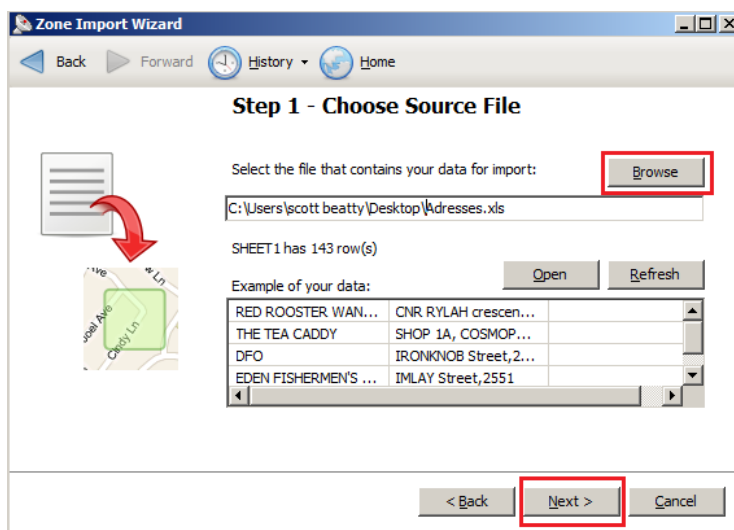 Zone Import Wizard
Back Forward History Home
Step 1 - Choose Source File
Select the file that contains your data for import:
Browse
C:\Users\scott beatty\Desktop\Adresses.xls
SHEET1 has 143 row(s)
Open Refresh
Example of your data:
RED ROOSTER WAN... CNR RYLAH crescen...
THE TEA CADDY SHOP 1A, COSMOP...
DFO IRONKNOB Street,2...
EDEN FISHERMEN'S ... IMLAY Street,2551
Ave Ln
Joel Ave
Cindy Ln
< Back Next > Cancel